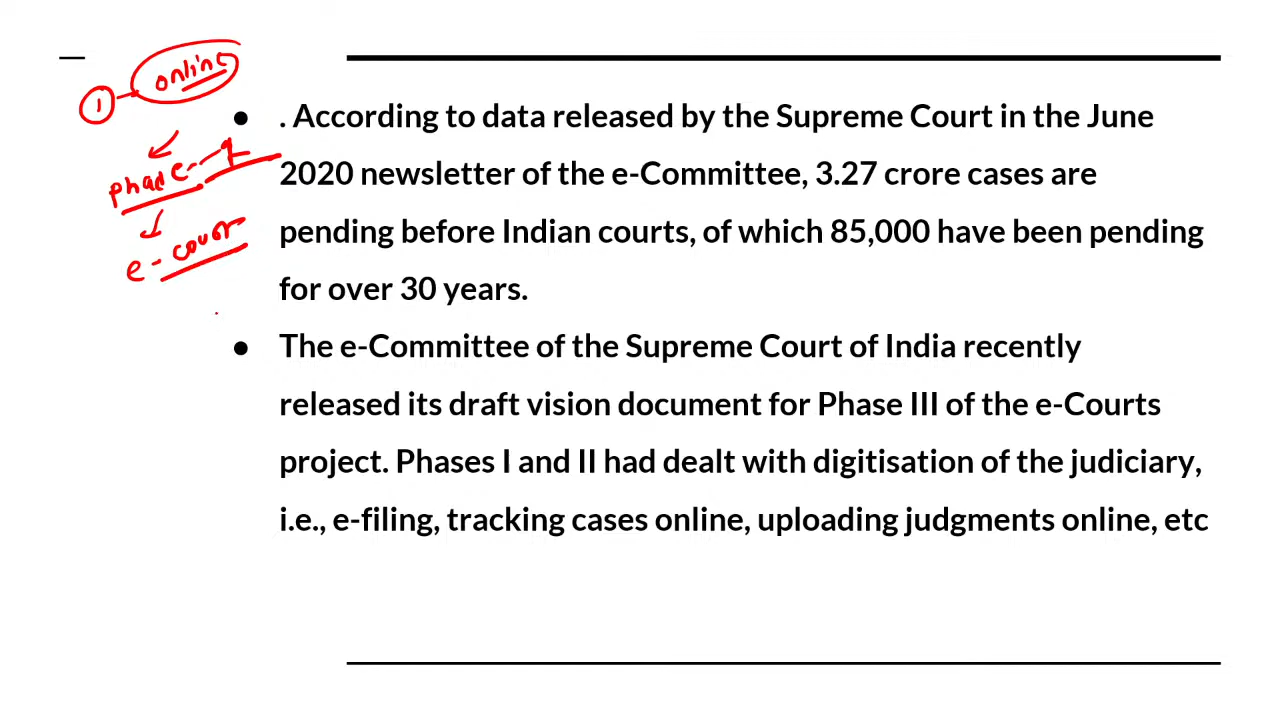 1 - online
phase-
e-court
● . According to data released by the Supreme Court in the June
2020 newsletter of the e-Committee, 3.27 crore cases are
pending before Indian courts, of which 85,000 have been pending
for over 30 years.
● The e-Committee of the Supreme Court of India recently
released its draft vision document for Phase III of the e-Courts
project. Phases I and II had dealt with digitisation of the judiciary,
i.e., e-filing, tracking cases online, uploading judgments online, etc